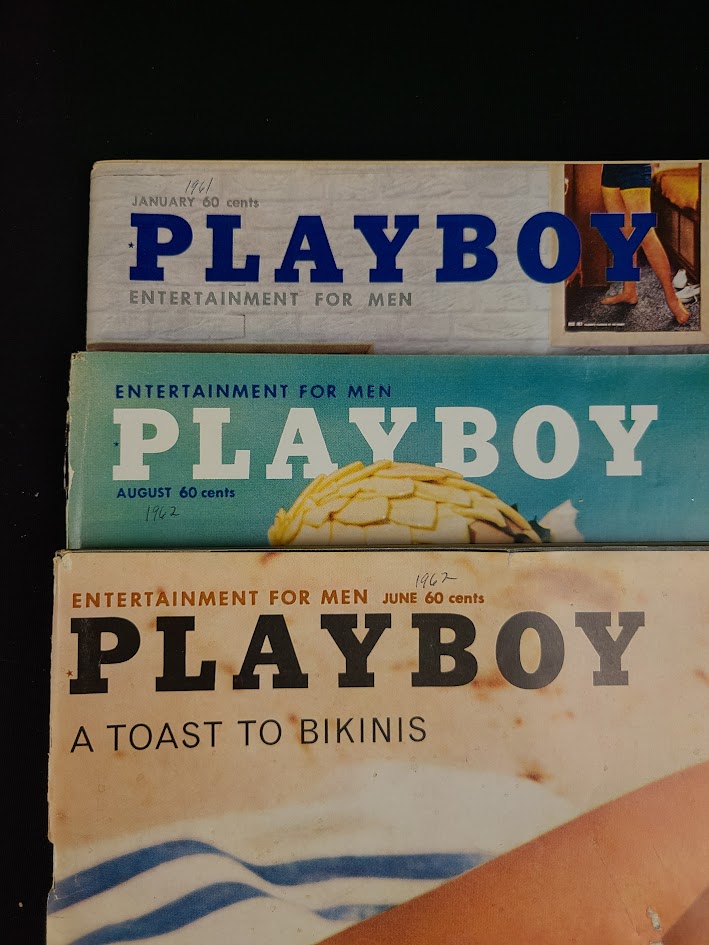 1961
JANUARY 60 cents
PLAYBOY
ENTERTAINMENT FOR MEN
ENTERTAINMENT FOR MEN
PLAYBOY
AUGUST 60 cents
1962
1962
ENTERTAINMENT FOR MEN JUNE 60 cents
PLAYBOY
A TOAST TO BIKINIS